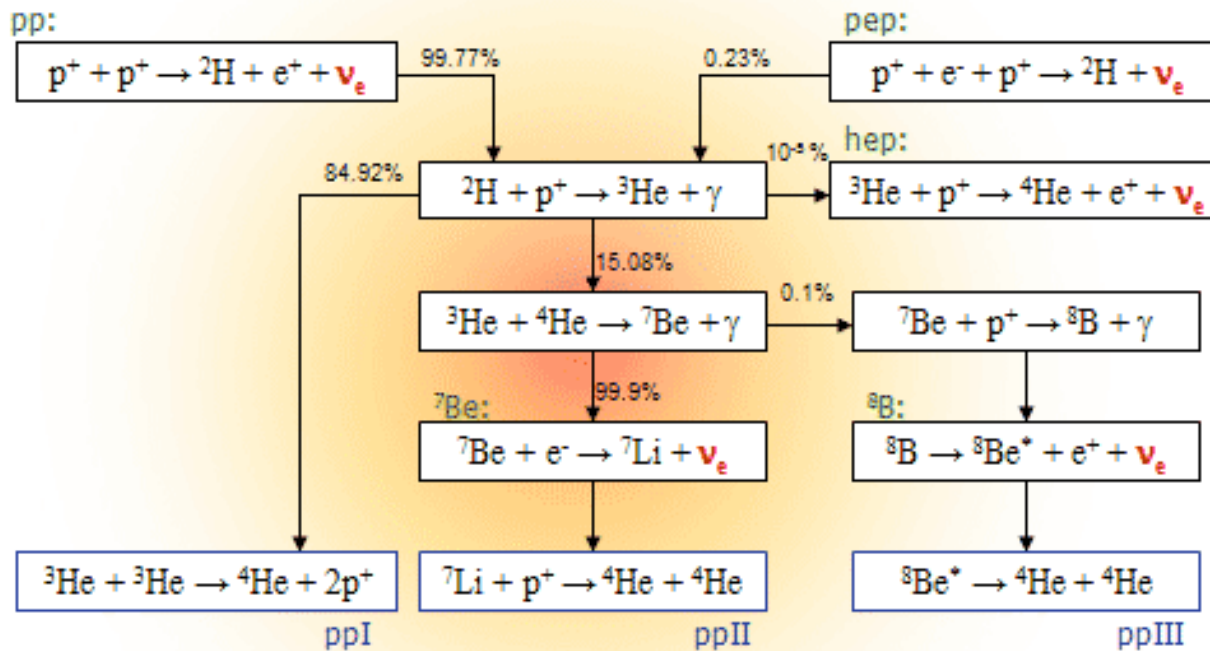 pp:
pep:
p⁺ + p⁺ → ²H + e⁺ + νₑ
99.77%
0.23%
p⁺ + e⁻ + p⁺ → ²H + νₑ
hep:
84.92%
²H + p⁺ → ³He + γ
10⁻⁵ %
³He + p⁺ → ⁴He + e⁺ + νₑ
15.08%
³He + ⁴He → ⁷Be + γ
0.1%
⁷Be + p⁺ → ⁸B + γ
99.9%
⁷Be:
⁸B:
⁷Be + e⁻ → ⁷Li + νₑ
⁸B → ⁸Be* + e⁺ + νₑ
³He + ³He → ⁴He + 2p⁺
⁷Li + p⁺ → ⁴He + ⁴He
⁸Be* → ⁴He + ⁴He
ppI
ppII
ppIII